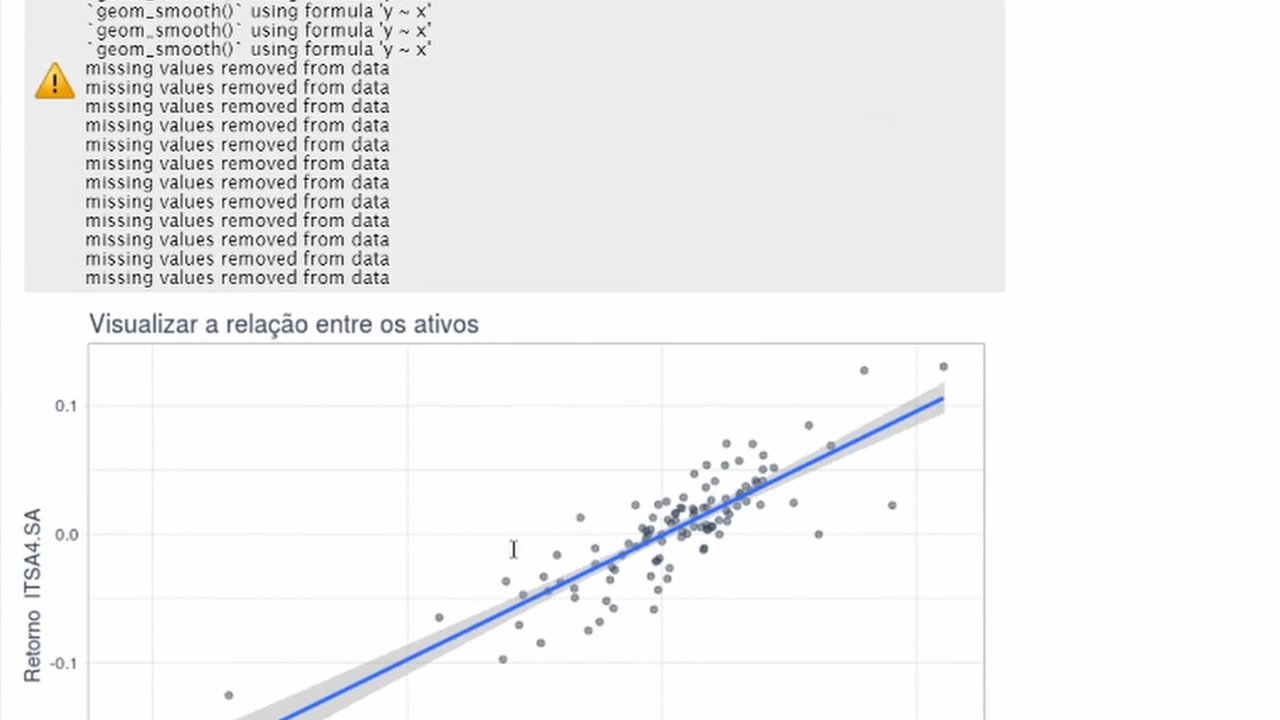 `geom_smooth()` using formula 'y ~ x'
`geom_smooth()` using formula 'y ~ x'
`geom_smooth()` using formula 'y ~ x'
missing values removed from data
missing values removed from data
missing values removed from data
missing values removed from data
missing values removed from data
missing values removed from data
missing values removed from data
missing values removed from data
missing values removed from data
missing values removed from data
missing values removed from data
missing values removed from data
Visualizar a relação entre os ativos
0.1
0.0
-0.1
Retorno ITSA4.SA